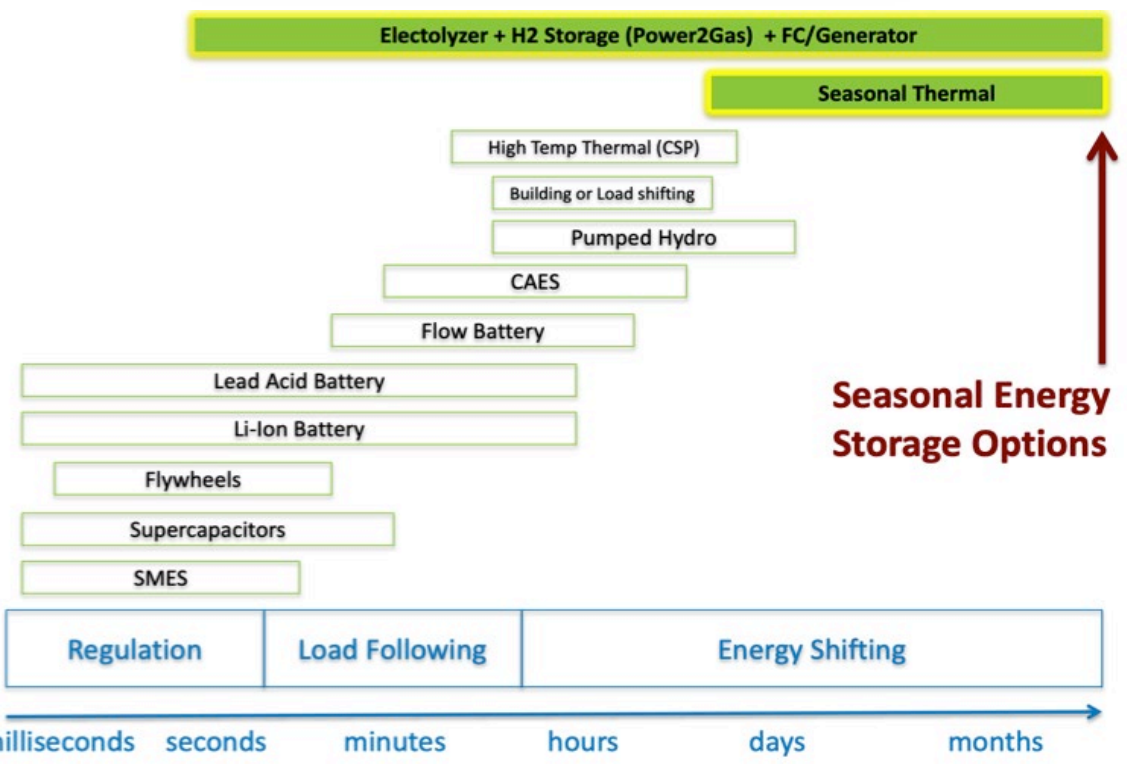 Electolyzer + H2 Storage (Power2Gas) + FC/Generator
Seasonal Thermal
High Temp Thermal (CSP)
Building or Load shifting
Pumped Hydro
CAES
Flow Battery
Lead Acid Battery
Seasonal Energy
Storage Options
Li-Ion Battery
Flywheels
Supercapacitors
SMES
Regulation Load Following Energy Shifting
illiseconds seconds minutes hours days months